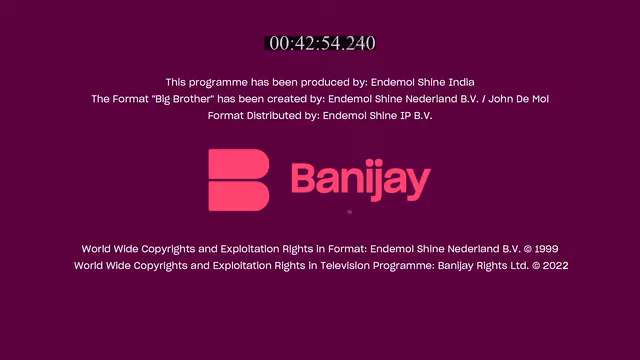 00:42:54.240
This programme has been produced by: Endemol Shine India
The Format "Big Brother" has been created by: Endemol Shine Nederland B.V. / John De Mol
Format Distributed by: Endemol Shine IP B.V.
Banijay
World Wide Copyrights and Exploitation Rights in Format: Endemol Shine Nederland B.V. © 1999
World Wide Copyrights and Exploitation Rights in Television Programme: Banijay Rights Ltd. © 2022